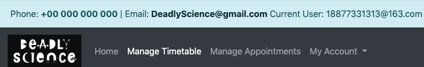 Phone: +00 000 000 000 | Email: DeadlyScience@gmail.com Current User: 18877331313@163.com
DEADLY
SCIENCE
Home Manage Timetable Manage Appointments My Account